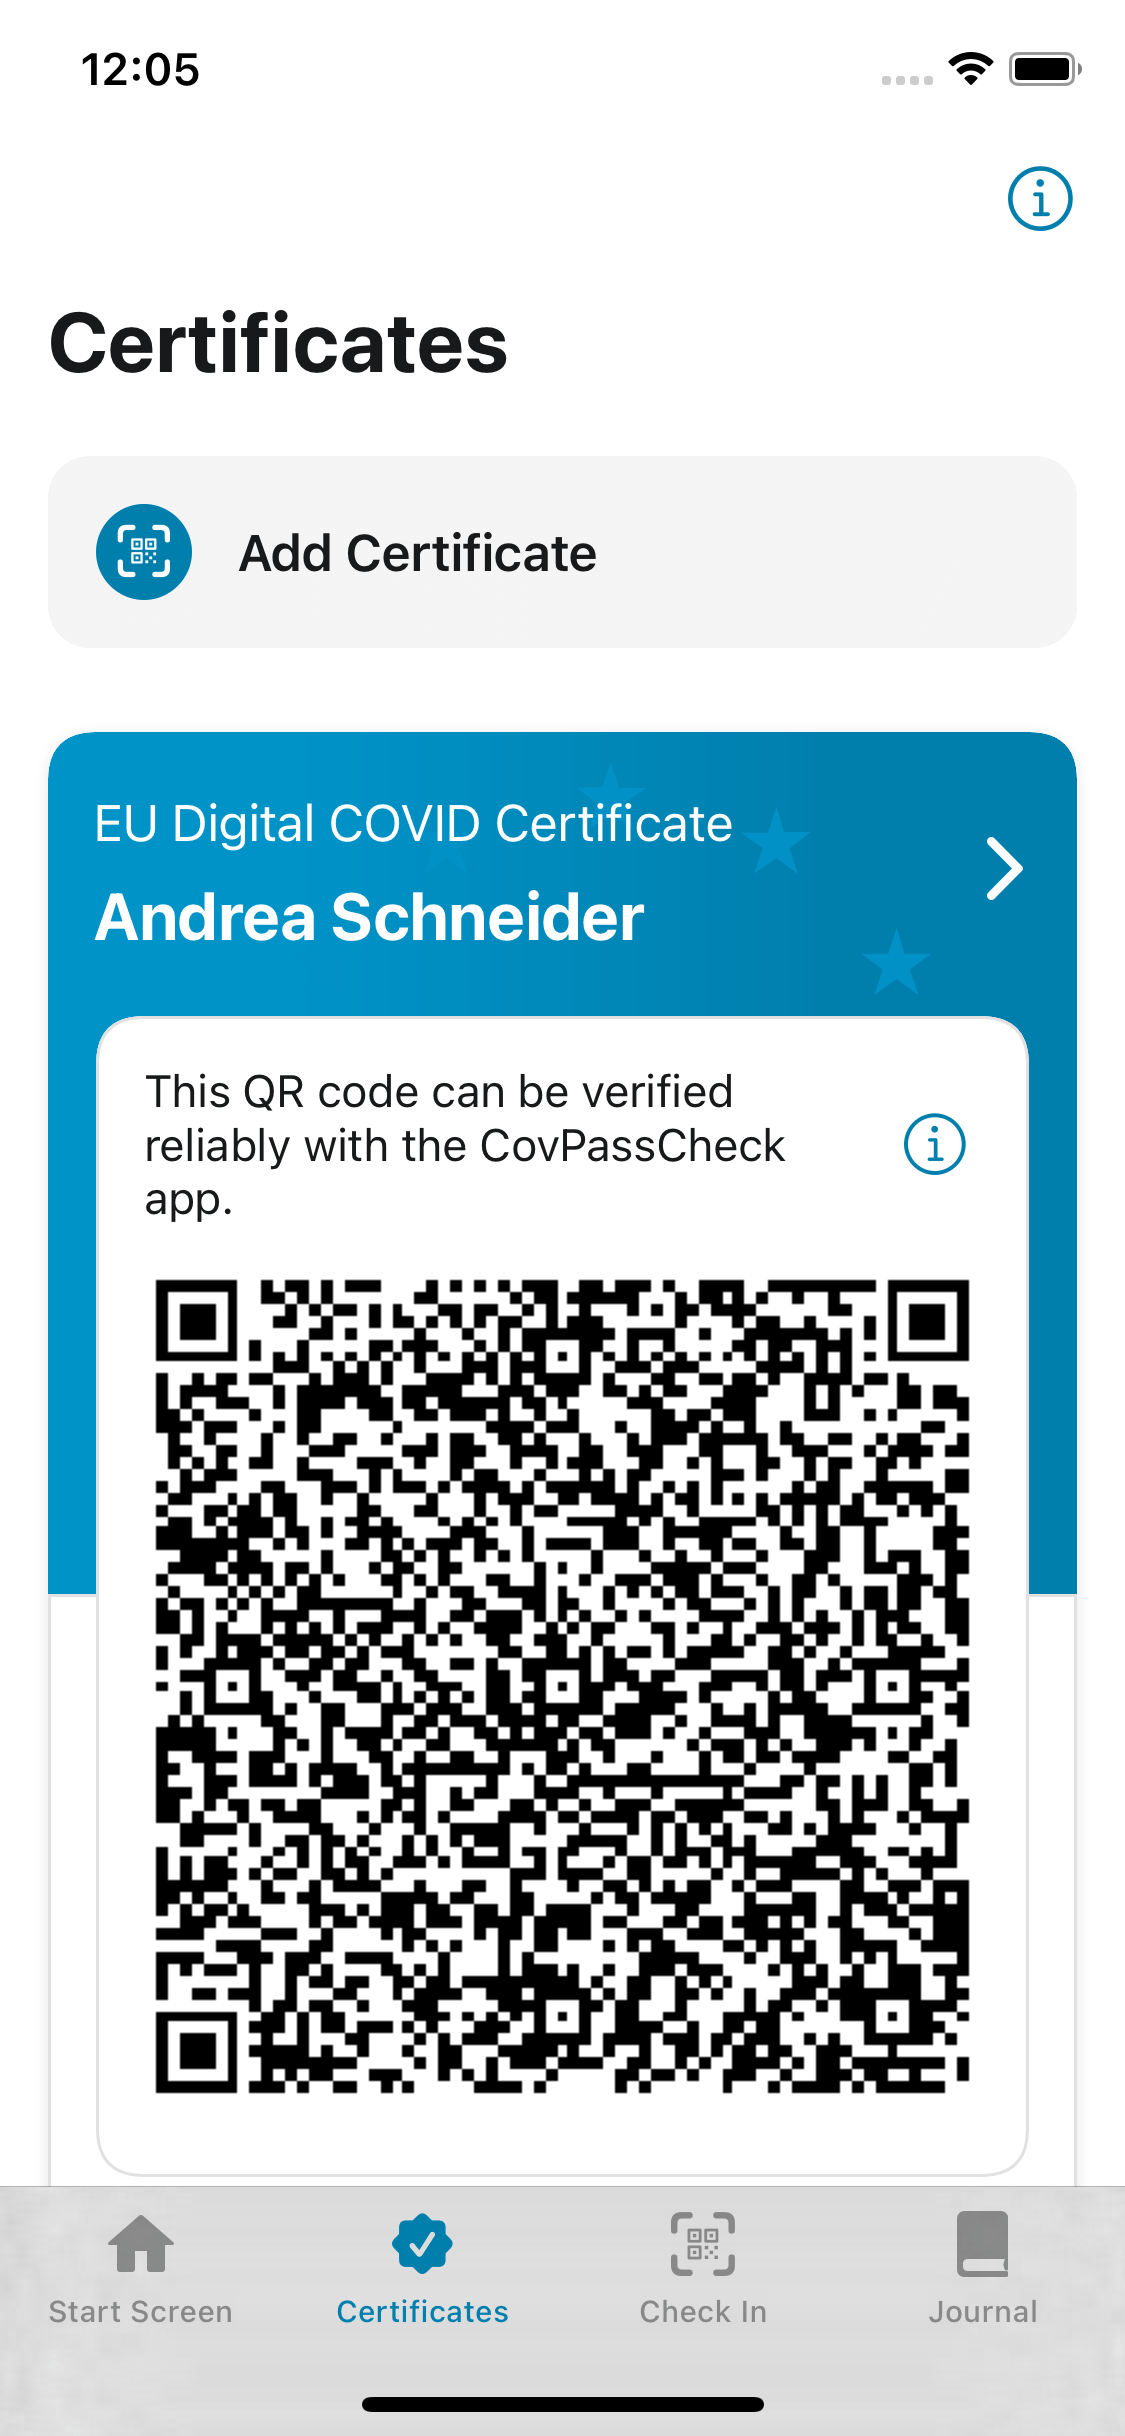 12:05
Certificates
Add Certificate
EU Digital COVID Certificate
Andrea Schneider
This QR code can be verified
reliably with the CovPassCheck
app.
Start Screen
Certificates
Check In
Journal